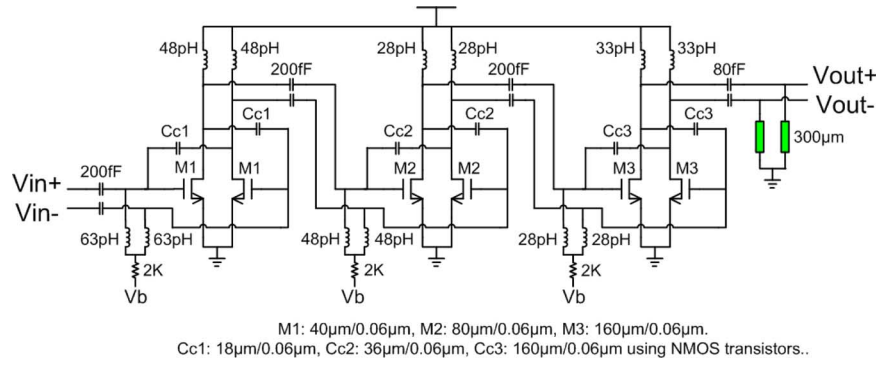 48pH 48pH 28pH 28pH 33pH 33pH
200fF 200fF 80fF Vout+
Vout-
Cc1 Cc1 Cc2 Cc2 Cc3 Cc3
300μm
200fF M1 M1 M2 M2 M3 M3
Vin+
Vin-
63pH 63pH 48pH 48pH 28pH 28pH
2K 2K 2K
Vb Vb Vb
M1: 40μm/0.06μm, M2: 80μm/0.06μm, M3: 160μm/0.06μm.
Cc1: 18μm/0.06μm, Cc2: 36μm/0.06μm, Cc3: 160μm/0.06μm using NMOS transistors..